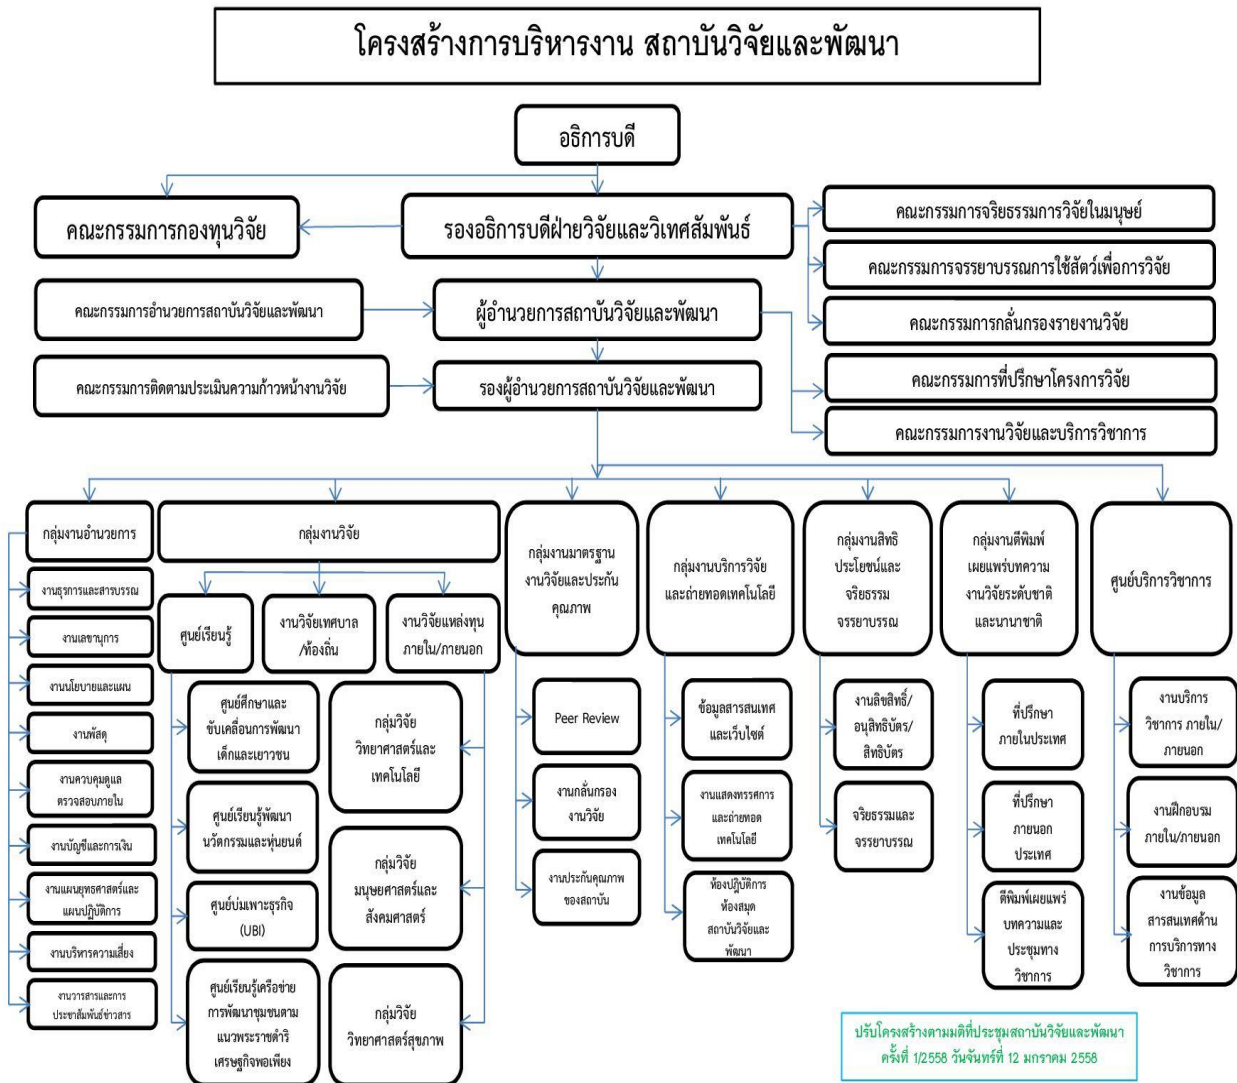 โครงสร้างการบริหารงาน สถาบันวิจัยและพัฒนา
อธิการบดี
คณะกรรมการกองทุนวิจัย
รองอธิการบดีฝ่ายวิจัยและวิเทศสัมพันธ์
คณะกรรมการจริยธรรมการวิจัยในมนุษย์
คณะกรรมการจรรยาบรรณการใช้สัตว์เพื่อการวิจัย
คณะกรรมการกลั่นกรองรายงานวิจัย
คณะกรรมการอำนวยการสถาบันวิจัยและพัฒนา
ผู้อำนวยการสถาบันวิจัยและพัฒนา
คณะกรรมการที่ปรึกษาโครงการวิจัย
คณะกรรมการงานวิจัยและบริการวิชาการ
คณะกรรมการติดตามประเมินความก้าวหน้างานวิจัย
รองผู้อำนวยการสถาบันวิจัยและพัฒนา
กลุ่มงานอำนวยการ
งานธุรการและสารบรรณ
งานเลขานุการ
งานนโยบายและแผน
งานพัสดุ
งานควบคุมดูแล
ตรวจสอบภายใน
งานบัญชีและการเงิน
งานแผนยุทธศาสตร์และ
แผนปฏิบัติการ
งานบริหารความเสี่ยง
งานวารสารและการ
ประชาสัมพันธ์ข่าวสาร
กลุ่มงานวิจัย
ศูนย์เรียนรู้
งานวิจัยเทศบาล
/ท้องถิ่น
งานวิจัยแหล่งทุน
ภายใน/ภายนอก
ศูนย์ศึกษาและ
ขับเคลื่อนการพัฒนา
เด็กและเยาวชน
ศูนย์เรียนรู้พัฒนา
นวัตกรรมและหุ่นยนต์
ศูนย์บ่มเพาะธุรกิจ
(UBI)
ศูนย์เรียนรู้เครือข่าย
การพัฒนาชุมชนตาม
แนวพระราชดำริ
เศรษฐกิจพอเพียง
กลุ่มวิจัย
วิทยาศาสตร์และ
เทคโนโลยี
กลุ่มวิจัย
มนุษยศาสตร์และ
สังคมศาสตร์
กลุ่มวิจัย
วิทยาศาสตร์สุขภาพ
กลุ่มงานมาตรฐาน
งานวิจัยและประกัน
คุณภาพ
Peer Review
งานกลั่นกรอง
งานวิจัย
งานประกันคุณภาพ
ของสถาบัน
กลุ่มงานบริการวิจัย
และถ่ายทอดเทคโนโลยี
ข้อมูลสารสนเทศ
และเว็บไซต์
งานแสดงทรรศการ
และถ่ายทอด
เทคโนโลยี
ห้องปฏิบัติการ
ห้องสมุด
สถาบันวิจัยและ
พัฒนา
กลุ่มงานสิทธิ
ประโยชน์และ
จริยธรรม
จรรยาบรรณ
งานลิขสิทธิ์/
อนุสิทธิบัตร/
สิทธิบัตร
จริยธรรมและ
จรรยาบรรณ
กลุ่มงานตีพิมพ์
เผยแพร่บทความ
งานวิจัยระดับชาติ
และนานาชาติ
ที่ปรึกษา
ภายในประเทศ
ที่ปรึกษา
ภายนอก
ประเทศ
ตีพิมพ์เผยแพร่
บทความและ
ประชุมทาง
วิชาการ
ศูนย์บริการวิชาการ
งานบริการ
วิชาการ ภายใน/
ภายนอก
งานฝึกอบรม
ภายใน/ภายนอก
งานข้อมูล
สารสนเทศด้าน
การบริการทาง
วิชาการ
ปรับโครงสร้างตามมติที่ประชุมสถาบันวิจัยและพัฒนา
ครั้งที่ 1/2558 วันจันทร์ที่ 12 มกราคม 2558